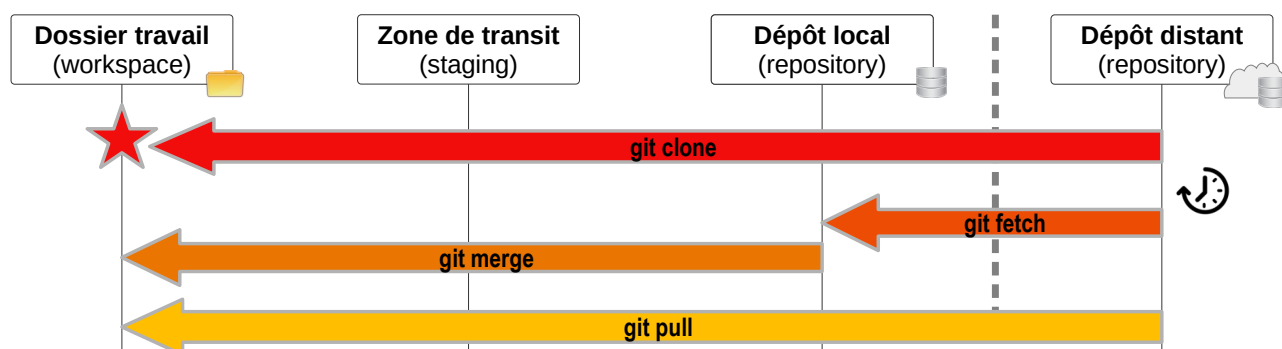 Dossier travail
(workspace)
Zone de transit
(staging)
Dépôt local
(repository)
Dépôt distant
(repository)
git clone
git fetch
git merge
git pull